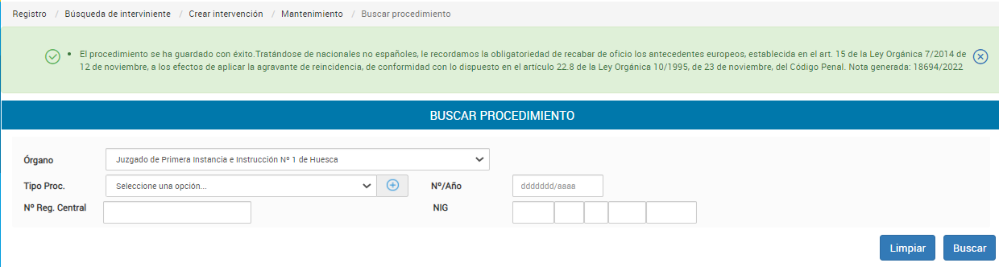 Registro / Búsqueda de interviniente / Crear intervención / Mantenimiento / Buscar procedimiento
• El procedimiento se ha guardado con éxito.Tratándose de nacionales no españoles, le recordamos la obligatoriedad de recabar de oficio los antecedentes europeos, establecida en el art. 15 de la Ley Orgánica 7/2014 de
12 de noviembre, a los efectos de aplicar la agravante de reincidencia, de conformidad con lo dispuesto en el artículo 22.8 de la Ley Orgánica 10/1995, de 23 de noviembre, del Código Penal. Nota generada: 18694/2022
BUSCAR PROCEDIMIENTO
Órgano Juzgado de Primera Instancia e Instrucción Nº 1 de Huesca
Tipo Proc. Seleccione una opción... Nº/Año ddddddd/aaaa
Nº Reg. Central NIG
Limpiar Buscar